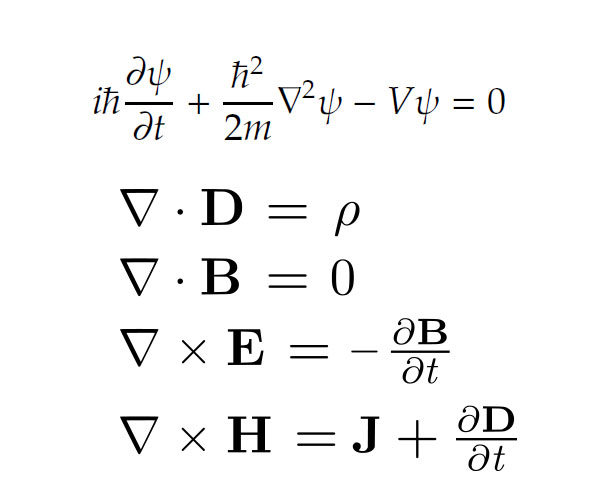 iħ ∂ψ/∂t + ħ²/2m ∇²ψ − Vψ = 0
∇ · D = ρ
∇ · B = 0
∇ × E = − ∂B/∂t
∇ × H = J + ∂D/∂t